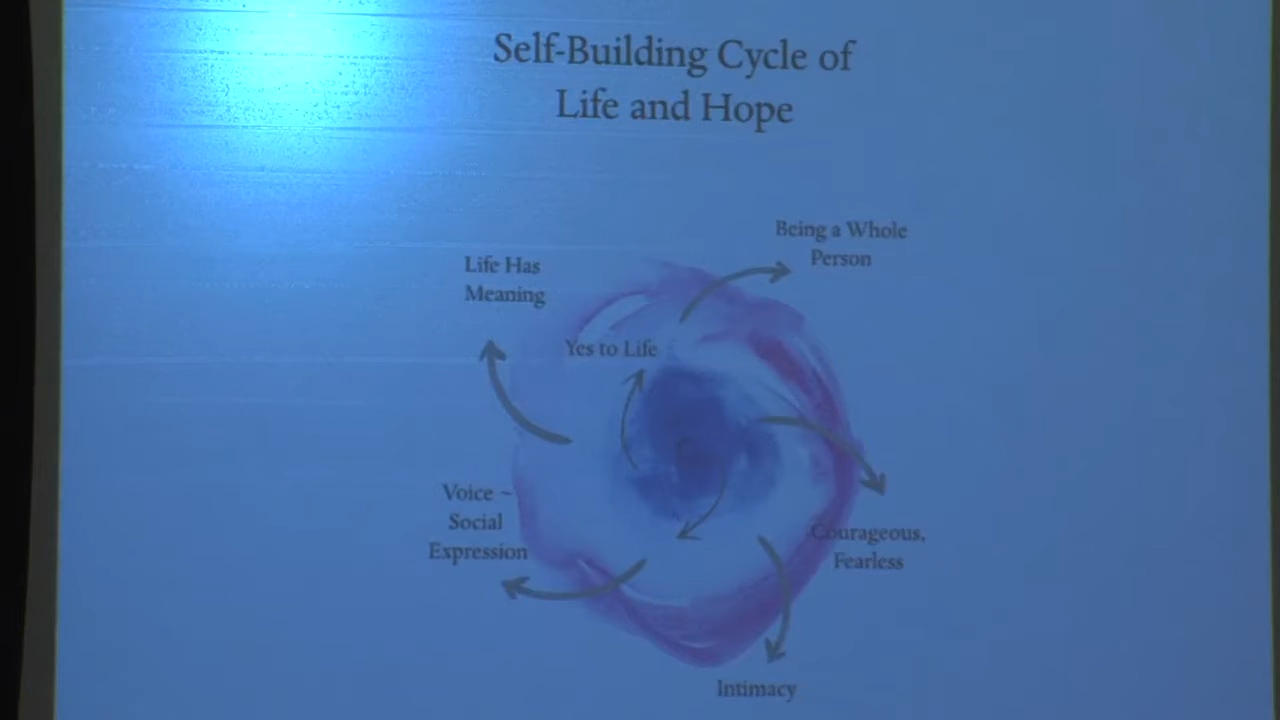 Self-Building Cycle of
Life and Hope
Being a Whole
Person
Life Has
Meaning
Yes to Life
Voice ~
Social
Expression
Courageous,
Fearless
Intimacy